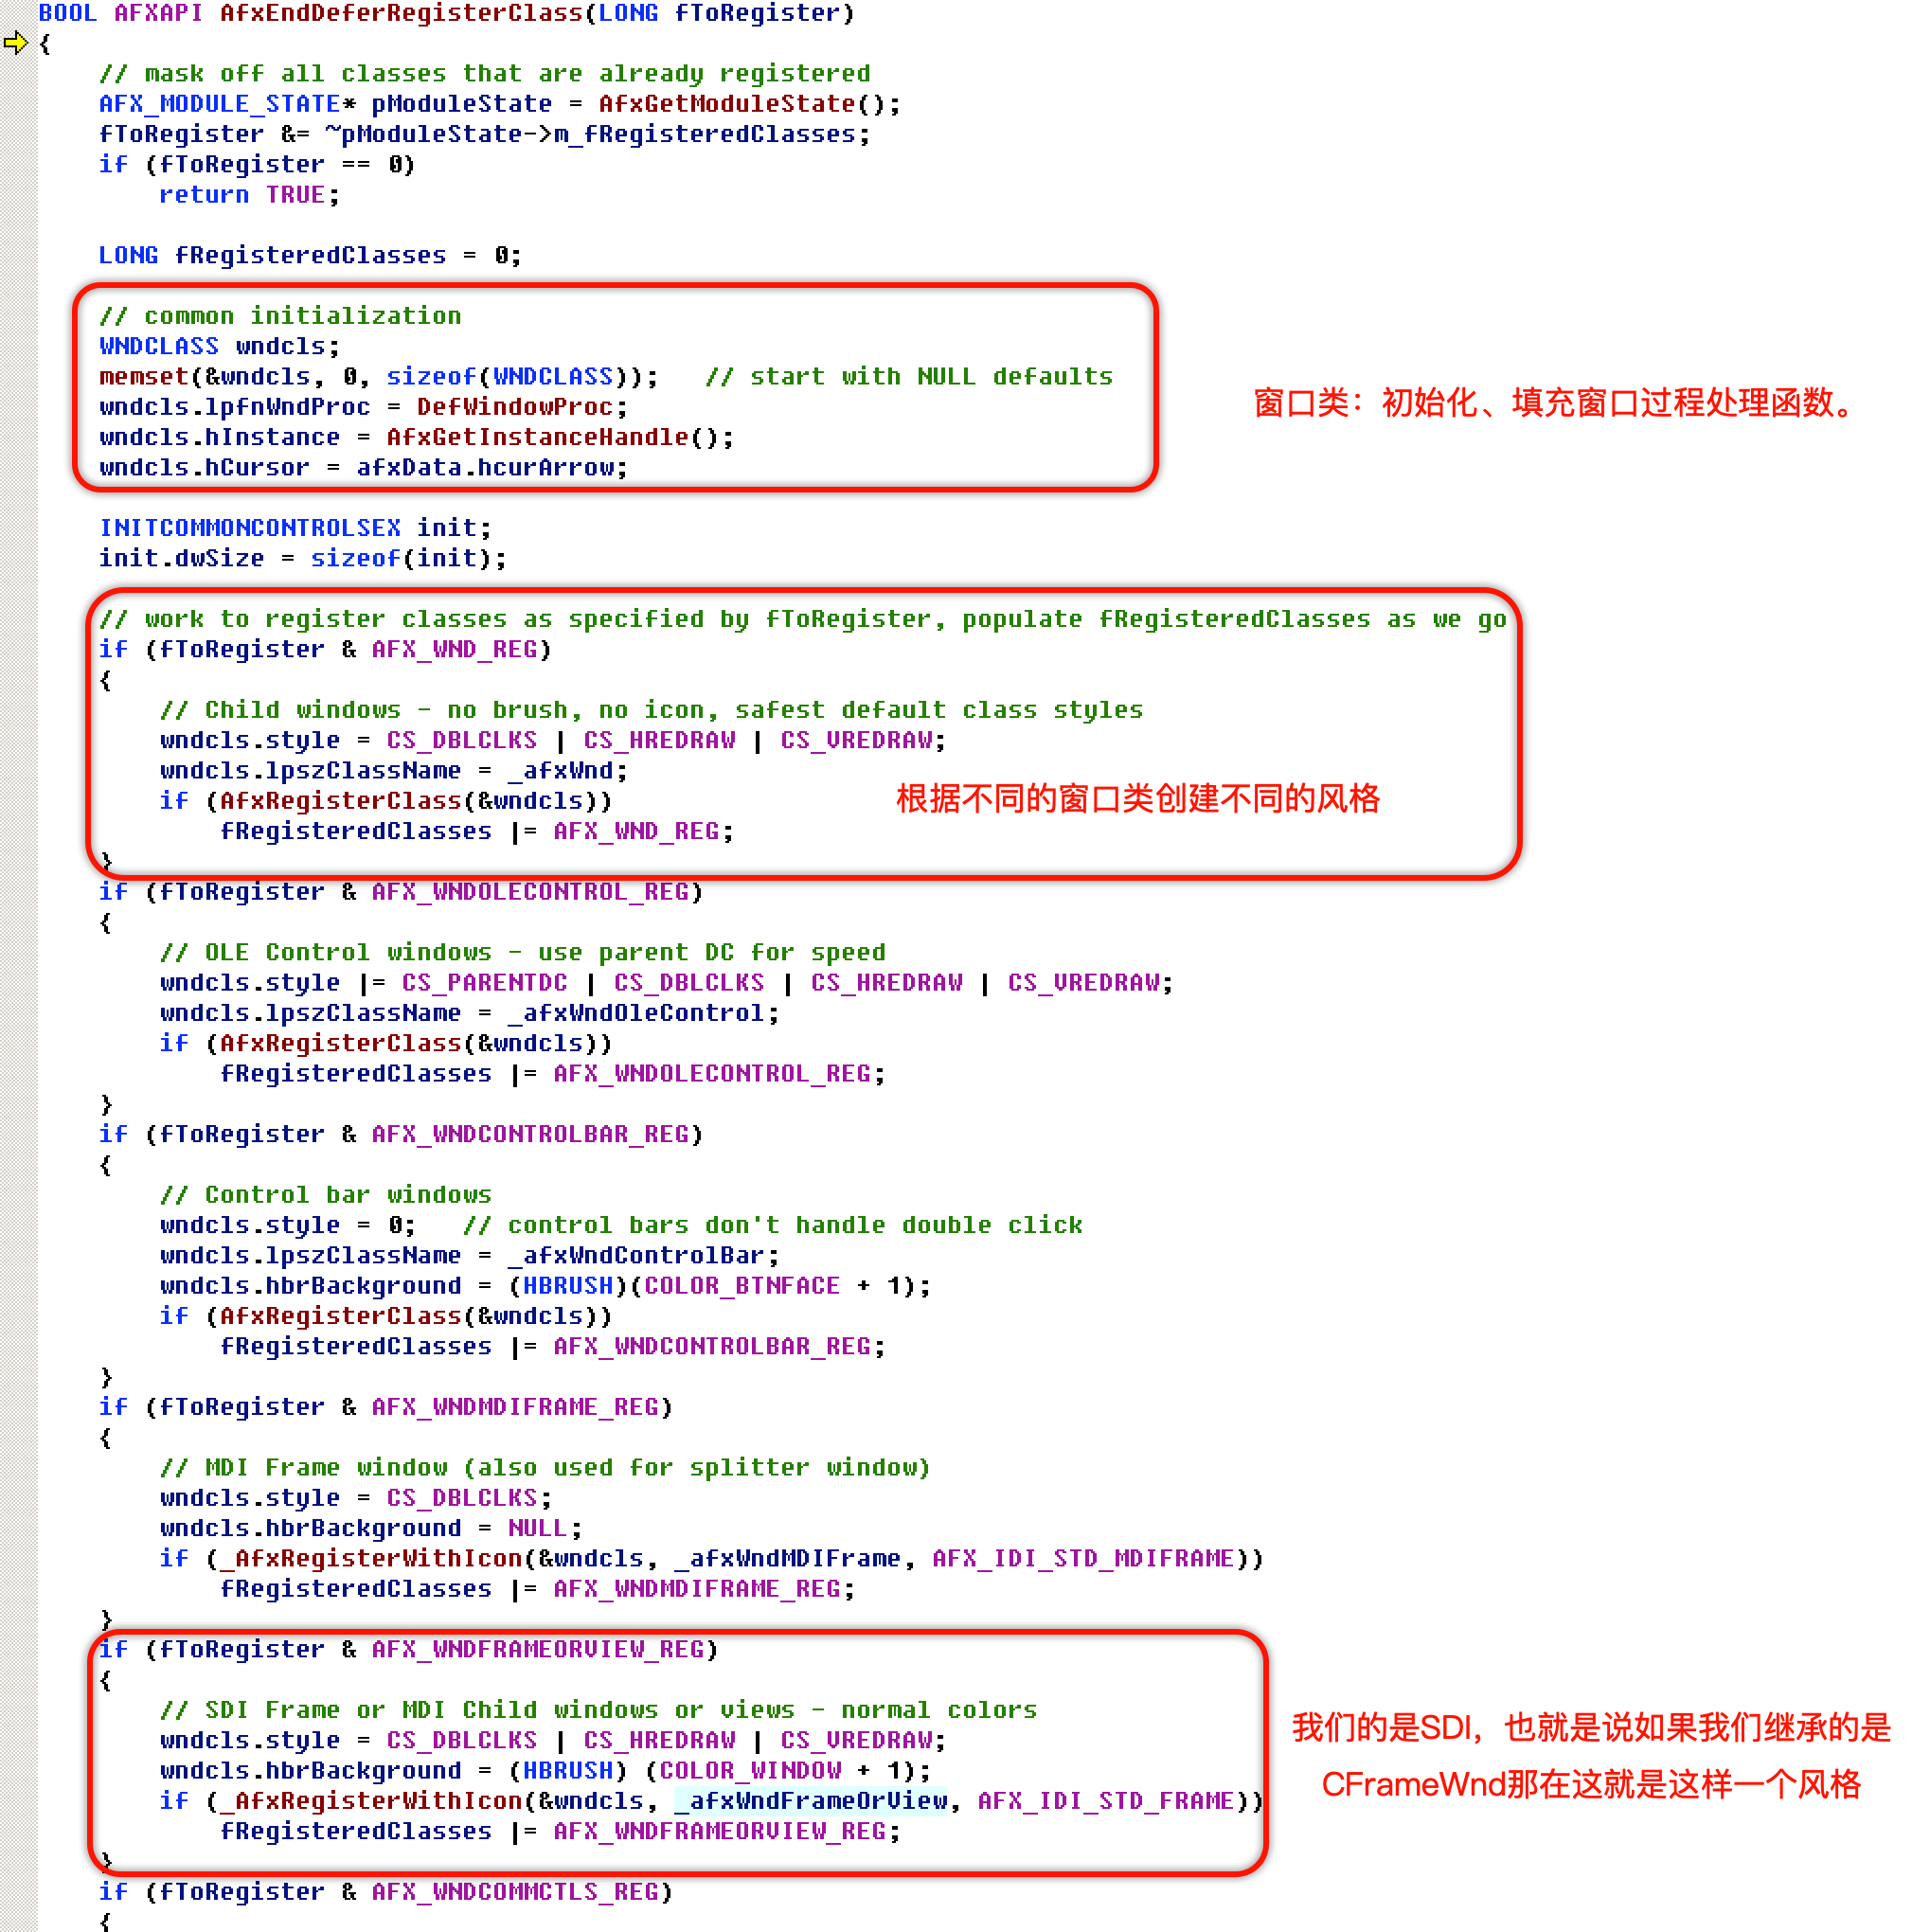 BOOL AFXAPI AfxEndDeferRegisterClass(LONG fToRegister)
{
// mask off all classes that are already registered
AFX_MODULE_STATE* pModuleState = AfxGetModuleState();
fToRegister &= ~pModuleState->m_fRegisteredClasses;
if (fToRegister == 0)
return TRUE;
LONG fRegisteredClasses = 0;
// common initialization
WNDCLASS wndcls;
memset(&wndcls, 0, sizeof(WNDCLASS));   // start with NULL defaults
wndcls.lpfnWndProc = DefWindowProc;
窗口类：初始化、填充窗口过程处理函数。
wndcls.hInstance = AfxGetInstanceHandle();
wndcls.hCursor = afxData.hcurArrow;
INITCOMMONCONTROLSEX init;
init.dwSize = sizeof(init);
// work to register classes as specified by fToRegister, populate fRegisteredClasses as we go
if (fToRegister & AFX_WND_REG)
{
// Child windows - no brush, no icon, safest default class styles
wndcls.style = CS_DBLCLKS | CS_HREDRAW | CS_VREDRAW;
wndcls.lpszClassName = _afxWnd;
if (AfxRegisterClass(&wndcls))
根据不同的窗口类创建不同的风格
fRegisteredClasses |= AFX_WND_REG;
}
if (fToRegister & AFX_WNDOLECONTROL_REG)
{
// OLE Control windows - use parent DC for speed
wndcls.style |= CS_PARENTDC | CS_DBLCLKS | CS_HREDRAW | CS_VREDRAW;
wndcls.lpszClassName = _afxWndOleControl;
if (AfxRegisterClass(&wndcls))
fRegisteredClasses |= AFX_WNDOLECONTROL_REG;
}
if (fToRegister & AFX_WNDCONTROLBAR_REG)
{
// Control bar windows
wndcls.style = 0;   // control bars don't handle double click
wndcls.lpszClassName = _afxWndControlBar;
wndcls.hbrBackground = (HBRUSH)(COLOR_BTNFACE + 1);
if (AfxRegisterClass(&wndcls))
fRegisteredClasses |= AFX_WNDCONTROLBAR_REG;
}
if (fToRegister & AFX_WNDMDIFRAME_REG)
{
// MDI Frame window (also used for splitter window)
wndcls.style = CS_DBLCLKS;
wndcls.hbrBackground = NULL;
if (_AfxRegisterWithIcon(&wndcls, _afxWndMDIFrame, AFX_IDI_STD_MDIFRAME))
fRegisteredClasses |= AFX_WNDMDIFRAME_REG;
}
if (fToRegister & AFX_WNDFRAMEORVIEW_REG)
{
// SDI Frame or MDI Child windows or views - normal colors
wndcls.style = CS_DBLCLKS | CS_HREDRAW | CS_VREDRAW;
wndcls.hbrBackground = (HBRUSH) (COLOR_WINDOW + 1);
if (_AfxRegisterWithIcon(&wndcls, _afxWndFrameOrView, AFX_IDI_STD_FRAME))
fRegisteredClasses |= AFX_WNDFRAMEORVIEW_REG;
}
我们的是SDI，也就是说如果我们继承的是
CFrameWnd那在这就是这样一个风格
if (fToRegister & AFX_WNDCOMMCTLS_REG)
{